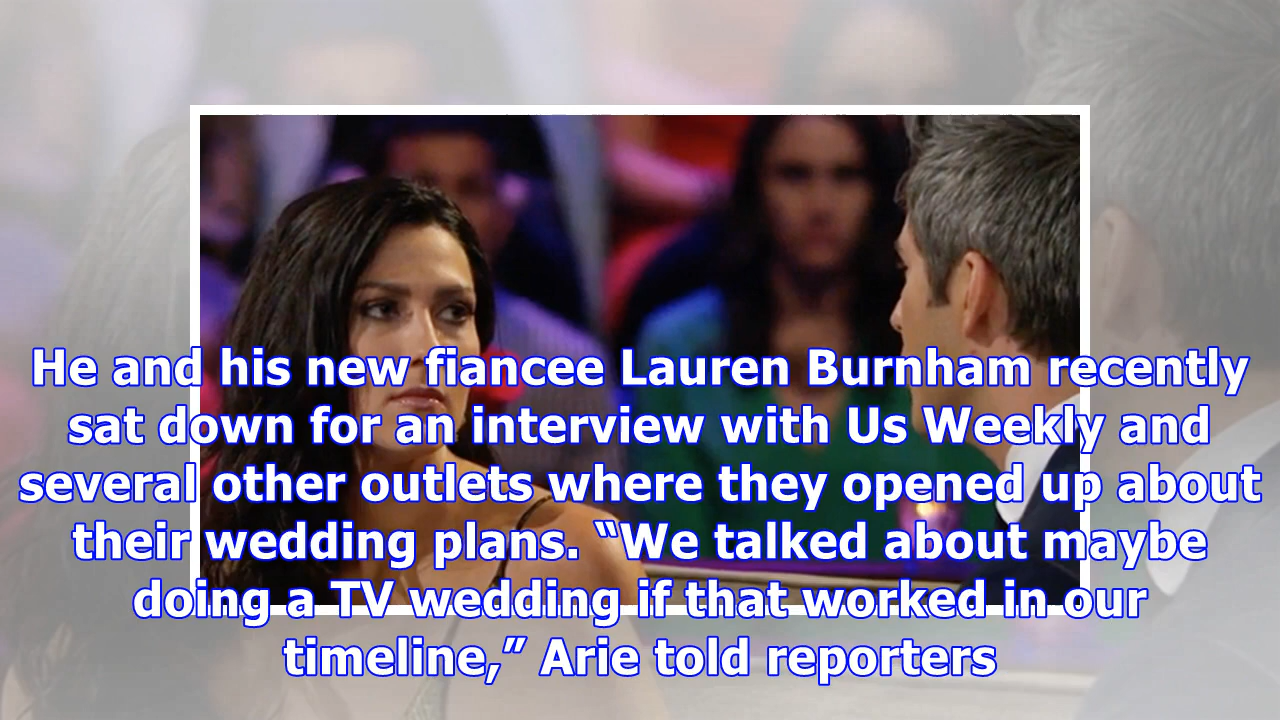 He and his new fiancee Lauren Burnham recently
sat down for an interview with Us Weekly and
several other outlets where they opened up about
their wedding plans. “We talked about maybe
doing a TV wedding if that worked in our
timeline,” Arie told reporters